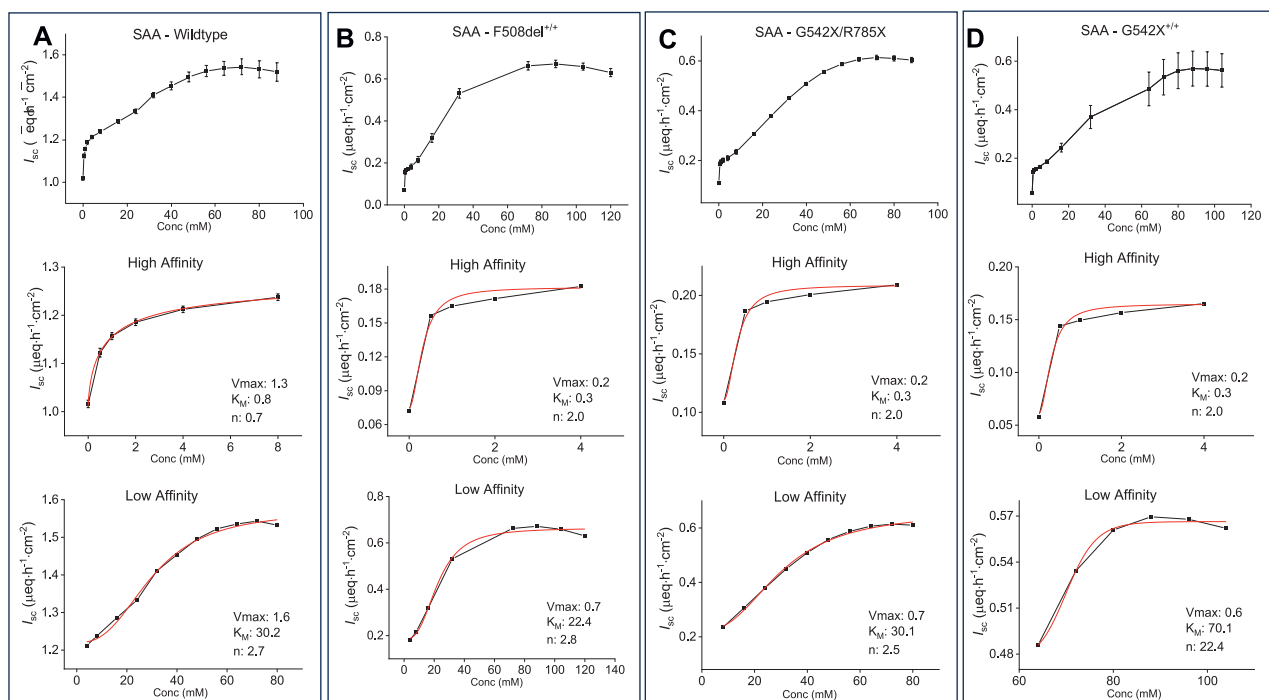 A
SAA - Wildtype
1.6
1.4
1.2
1.0
Isc ( eq·h⁻¹ cm⁻²)
0 20 40 60 80 100
Conc (mM)
High Affinity
1.3
1.2
1.1
1.0
Isc (µeq·h⁻¹·cm⁻²)
Vmax: 1.3
KM: 0.8
n: 0.7
0 2 4 6 8
Conc (mM)
Low Affinity
1.6
1.5
1.4
1.3
1.2
Isc (µeq·h⁻¹·cm⁻²)
Vmax: 1.6
KM: 30.2
n: 2.7
0 20 40 60 80
Conc (mM)
B
SAA - F508del+/+
0.8
0.6
0.4
0.2
0.0
Isc (µeq·h⁻¹·cm⁻²)
0 20 40 60 80 100 120
Conc (mM)
High Affinity
0.18
0.15
0.12
0.09
0.06
Isc (µeq·h⁻¹·cm⁻²)
Vmax: 0.2
KM: 0.3
n: 2.0
0 2 4
Conc (mM)
Low Affinity
0.8
0.6
0.4
0.2
Isc (µeq·h⁻¹·cm⁻²)
Vmax: 0.7
KM: 22.4
n: 2.8
0 20 40 60 80 100 120 140
Conc (mM)
C
SAA - G542X/R785X
0.6
0.4
0.2
Isc (µeq·h⁻¹·cm⁻²)
0 20 40 60 80 100
Conc (mM)
High Affinity
0.20
0.15
0.10
Isc (µeq·h⁻¹·cm⁻²)
Vmax: 0.2
KM: 0.3
n: 2.0
0 2 4
Conc (mM)
Low Affinity
0.6
0.4
0.2
Isc (µeq·h⁻¹·cm⁻²)
Vmax: 0.7
KM: 30.1
n: 2.5
20 40 60 80
Conc (mM)
D
SAA - G542X+/+
0.6
0.4
0.2
Isc (µeq·h⁻¹·cm⁻²)
0 20 40 60 80 100 120
Conc (mM)
High Affinity
0.20
0.15
0.10
0.05
Isc (µeq·h⁻¹·cm⁻²)
Vmax: 0.2
KM: 0.3
n: 2.0
0 2 4
Conc (mM)
Low Affinity
0.57
0.54
0.51
0.48
Isc (µeq·h⁻¹·cm⁻²)
Vmax: 0.6
KM: 70.1
n: 22.4
60 80 100
Conc (mM)